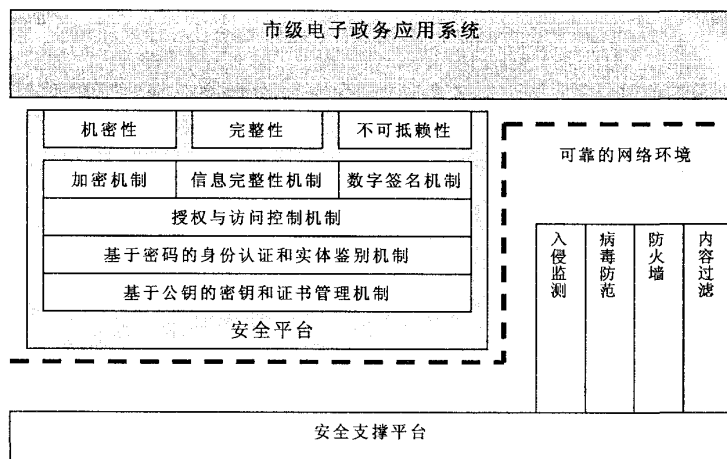 市级电子政务应用系统
机密性 完整性 不可抵赖性
可靠的网络环境
加密机制 信息完整性机制 数字签名机制
授权与访问控制机制
基于密码的身份认证和实体鉴别机制
基于公钥的密钥和证书管理机制
安全平台
入侵监测
病毒防范
防火墙
内容过滤
安全支撑平台